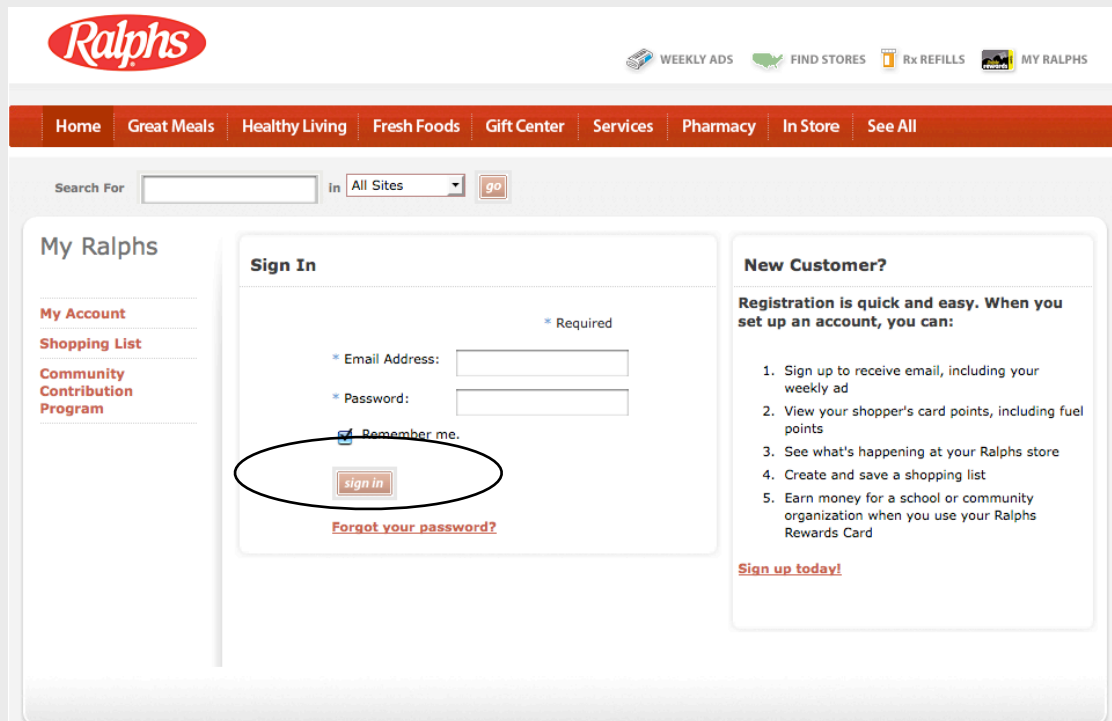 Ralphs
WEEKLY ADS FIND STORES Rx REFILLS rewards MY RALPHS
Home Great Meals Healthy Living Fresh Foods Gift Center Services Pharmacy In Store See All
Search For in All Sites go
My Ralphs
My Account
Shopping List
Community
Contribution
Program
Sign In
* Required
* Email Address:
* Password:
Remember me.
sign in
Forgot your password?
New Customer?
Registration is quick and easy. When you
set up an account, you can:
1. Sign up to receive email, including your
weekly ad
2. View your shopper's card points, including fuel
points
3. See what's happening at your Ralphs store
4. Create and save a shopping list
5. Earn money for a school or community
organization when you use your Ralphs
Rewards Card
Sign up today!